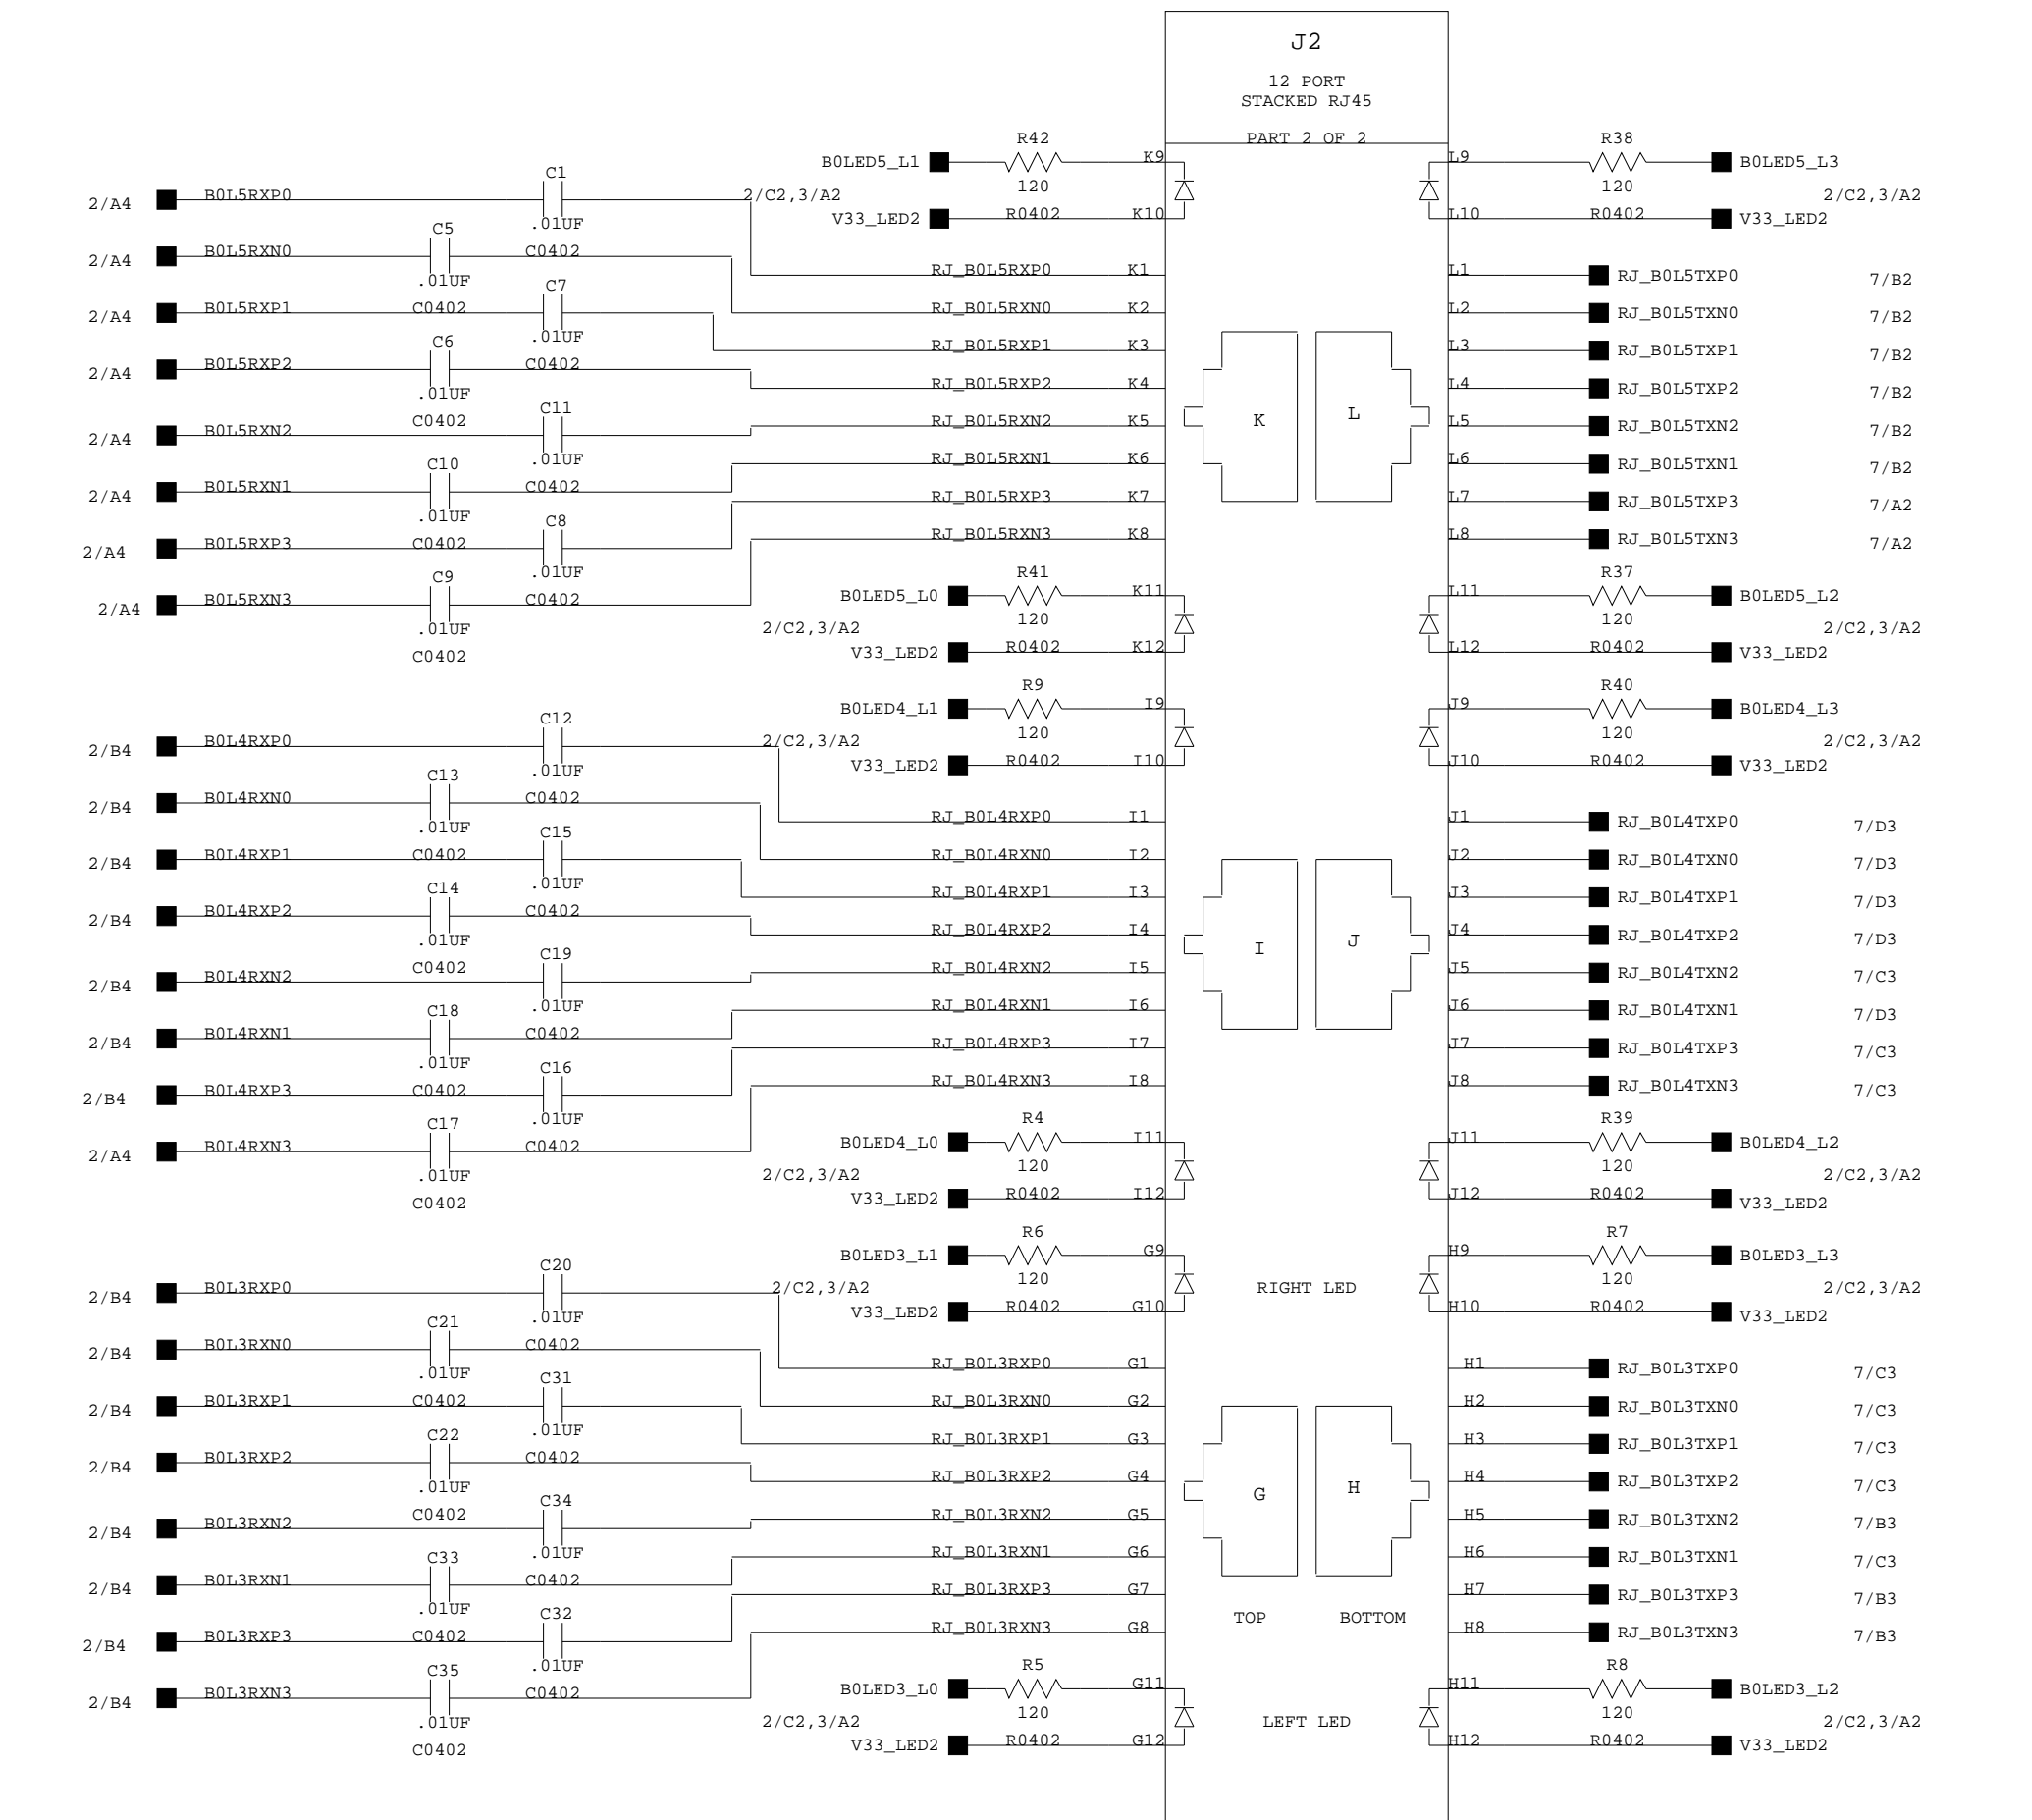 J2
12 PORT
STACKED RJ45
PART 2 OF 2
R42 R38
B0LED5_L1 K9 L9 B0LED5_L3
C1 120 120
2/A4 B0L5RXP0 2/C2,3/A2 2/C2,3/A2
.01UF V33_LED2 R0402 K10 L10 R0402 V33_LED2
C5
2/A4 B0L5RXN0 C0402
RJ_B0L5RXP0 K1 L1 RJ_B0L5TXP0 7/B2
.01UF C7
2/A4 B0L5RXP1 C0402 RJ_B0L5RXN0 K2 L2 RJ_B0L5TXN0 7/B2
C6 .01UF
RJ_B0L5RXP1 K3 L3 RJ_B0L5TXP1 7/B2
2/A4 B0L5RXP2 C0402
.01UF RJ_B0L5RXP2 K4 L4 RJ_B0L5TXP2 7/B2
C11 K L
C0402 RJ_B0L5RXN2 K5 L5 RJ_B0L5TXN2 7/B2
2/A4 B0L5RXN2
C10 .01UF RJ_B0L5RXN1 K6 L6 RJ_B0L5TXN1 7/B2
2/A4 B0L5RXN1 C0402
RJ_B0L5RXP3 K7 L7 RJ_B0L5TXP3 7/A2
.01UF C8
2/A4 B0L5RXP3 C0402 RJ_B0L5RXN3 K8 L8 RJ_B0L5TXN3 7/A2
C9 .01UF R41 R37
2/A4 B0L5RXN3 C0402 B0LED5_L0 K11 L11 B0LED5_L2
.01UF 2/C2,3/A2 120 120 2/C2,3/A2
C0402 V33_LED2 R0402 K12 L12 R0402 V33_LED2
R9 R40
B0LED4_L1 I9 J9 B0LED4_L3
C12 120 120
2/B4 B0L4RXP0 2/C2,3/A2 2/C2,3/A2
C13 .01UF V33_LED2 R0402 I10 J10 R0402 V33_LED2
2/B4 B0L4RXN0 C0402
.01UF C15 RJ_B0L4RXP0 I1 J1 RJ_B0L4TXP0 7/D3
2/B4 B0L4RXP1 C0402 RJ_B0L4RXN0 I2 J2 RJ_B0L4TXN0 7/D3
C14 .01UF RJ_B0L4RXP1 I3 J3 RJ_B0L4TXP1 7/D3
2/B4 B0L4RXP2 C0402
.01UF RJ_B0L4RXP2 I4 J4 RJ_B0L4TXP2 7/D3
C19 I J
2/B4 B0L4RXN2 C0402 RJ_B0L4RXN2 I5 J5 RJ_B0L4TXN2 7/C3
C18 .01UF RJ_B0L4RXN1 I6 J6 RJ_B0L4TXN1 7/D3
2/B4 B0L4RXN1 C0402
.01UF C16 RJ_B0L4RXP3 I7 J7 RJ_B0L4TXP3 7/C3
2/B4 B0L4RXP3 C0402 RJ_B0L4RXN3 I8 J8 RJ_B0L4TXN3 7/C3
C17 .01UF R4 R39
2/A4 B0L4RXN3 C0402 B0LED4_L0 I11 J11 B0LED4_L2
.01UF 2/C2,3/A2 120 120 2/C2,3/A2
C0402 V33_LED2 R0402 I12 J12 R0402 V33_LED2
R6 R7
B0LED3_L1 G9 H9 B0LED3_L3
C20 120 120
2/B4 B0L3RXP0 2/C2,3/A2 RIGHT LED 2/C2,3/A2
C21 .01UF V33_LED2 R0402 G10 H10 R0402 V33_LED2
2/B4 B0L3RXN0 C0402
.01UF C31 RJ_B0L3RXP0 G1 H1 RJ_B0L3TXP0 7/C3
2/B4 B0L3RXP1 C0402 RJ_B0L3RXN0 G2 H2 RJ_B0L3TXN0 7/C3
C22 .01UF RJ_B0L3RXP1 G3 H3 RJ_B0L3TXP1 7/C3
2/B4 B0L3RXP2 C0402
.01UF RJ_B0L3RXP2 G4 H4 RJ_B0L3TXP2 7/C3
C34 G H
2/B4 B0L3RXN2 C0402 RJ_B0L3RXN2 G5 H5 RJ_B0L3TXN2 7/B3
C33 .01UF RJ_B0L3RXN1 G6 H6 RJ_B0L3TXN1 7/C3
2/B4 B0L3RXN1 C0402
.01UF C32 RJ_B0L3RXP3 G7 H7 RJ_B0L3TXP3 7/B3
TOP BOTTOM
2/B4 B0L3RXP3 C0402 RJ_B0L3RXN3 G8 H8 RJ_B0L3TXN3 7/B3
C35 .01UF R5 R8
2/B4 B0L3RXN3 C0402 B0LED3_L0 G11 H11 B0LED3_L2
.01UF 2/C2,3/A2 120 LEFT LED 120 2/C2,3/A2
C0402 V33_LED2 R0402 G12 H12 R0402 V33_LED2